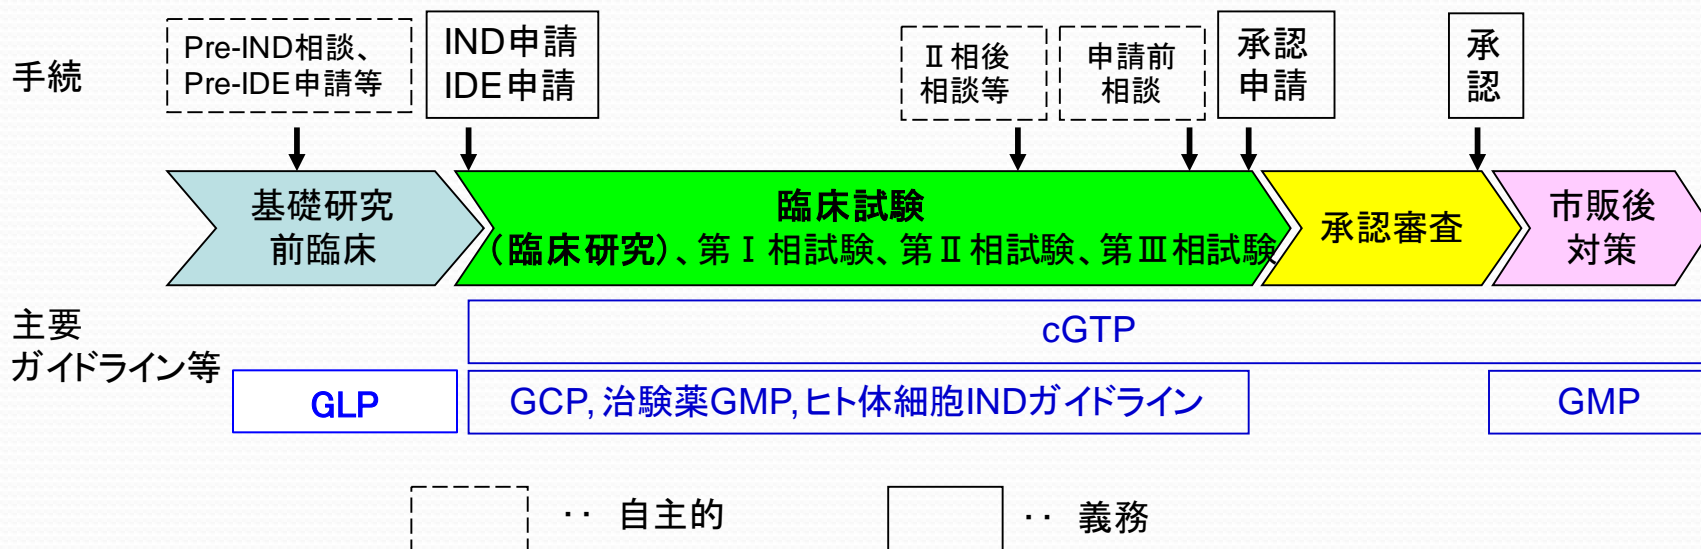 手続
Pre-IND相談、
Pre-IDE申請等
IND申請
IDE申請
Ⅱ相後
相談等
申請前
相談
承認
申請
承
認
基礎研究
前臨床
臨床試験
(臨床研究)、第Ⅰ相試験、第Ⅱ相試験、第Ⅲ相試験
承認審査
市販後
対策
主要
ガイドライン等
cGTP
GLP
GCP, 治験薬GMP, ヒト体細胞INDガイドライン
GMP
‥ 自主的
‥ 義務